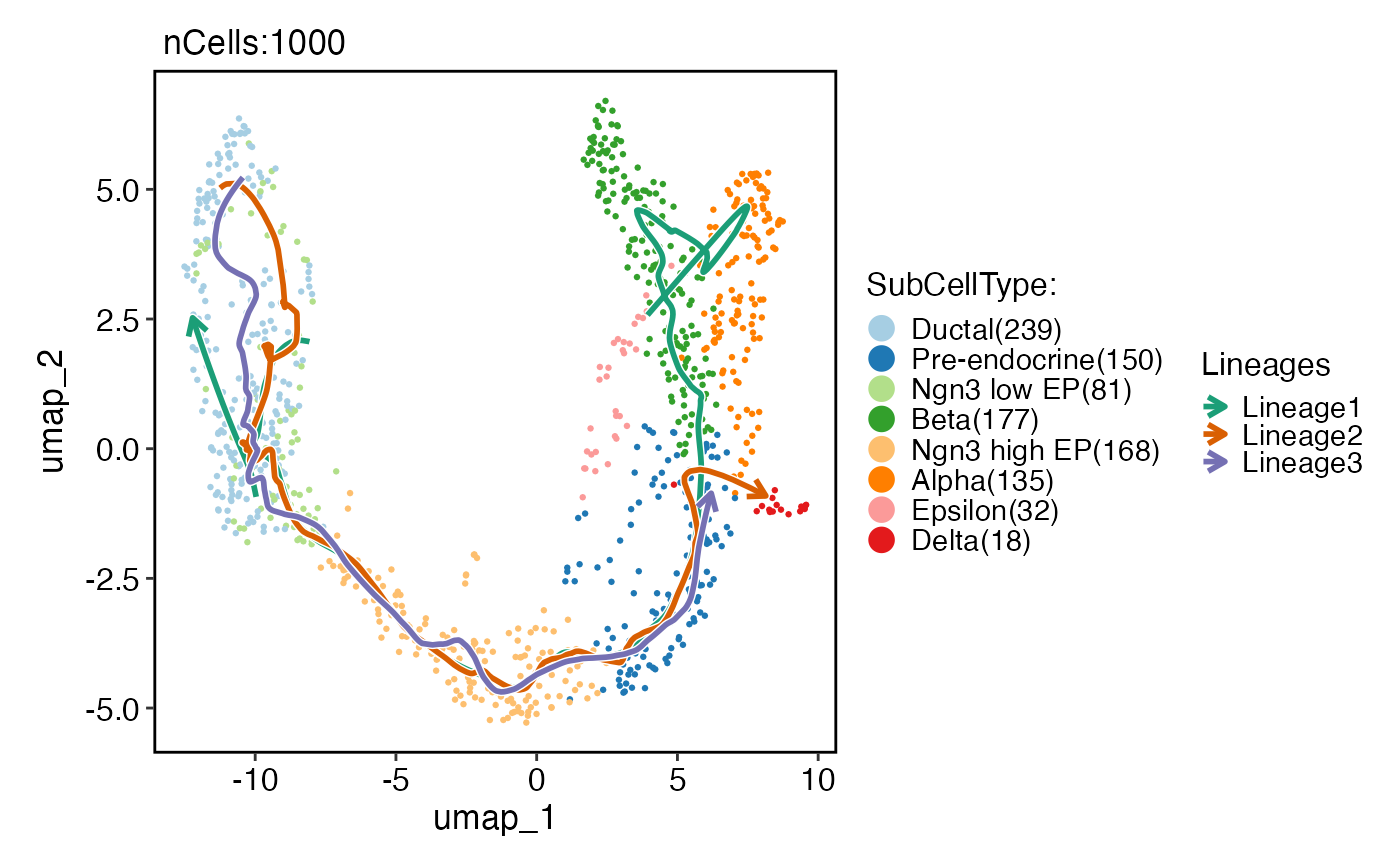 nCells:1000
umap_2
5.0
2.5
0.0
-2.5
-5.0
-10
-5
0
5
10
umap_1
SubCellType:
Ductal(239)
Pre-endocrine(150)
Ngn3 low EP(81)
Beta(177)
Ngn3 high EP(168)
Alpha(135)
Epsilon(32)
Delta(18)
Lineages
Lineage1
Lineage2
Lineage3